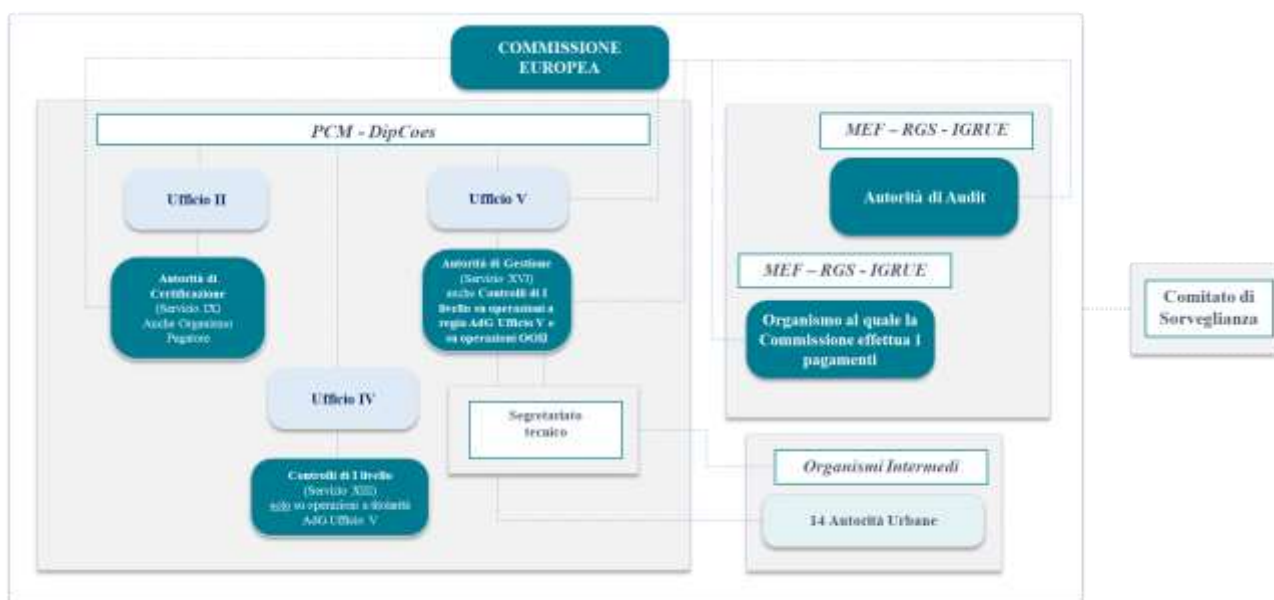 COMMISSIONE
EUROPEA
PCM - DipCoes
MEF – RGS - IGRUE
Ufficio II
Ufficio V
Autorità di Audit
Autorità di
Certificazione
(Servizio IX)
Anche Organismo
Pagatore
Autorità di Gestione
(Servizio XVI)
anche Controlli di I
livello su operazioni a
regia AdG Ufficio V e
su operazioni OOII
MEF – RGS - IGRUE
Organismo al quale la
Commissione effettua i
pagamenti
Comitato di
Sorveglianza
Ufficio IV
Segretariato
tecnico
Controlli di I livello
(Servizio XIII)
solo su operazioni a titolarità
AdG Ufficio V
Organismi Intermedi
14 Autorità Urbane